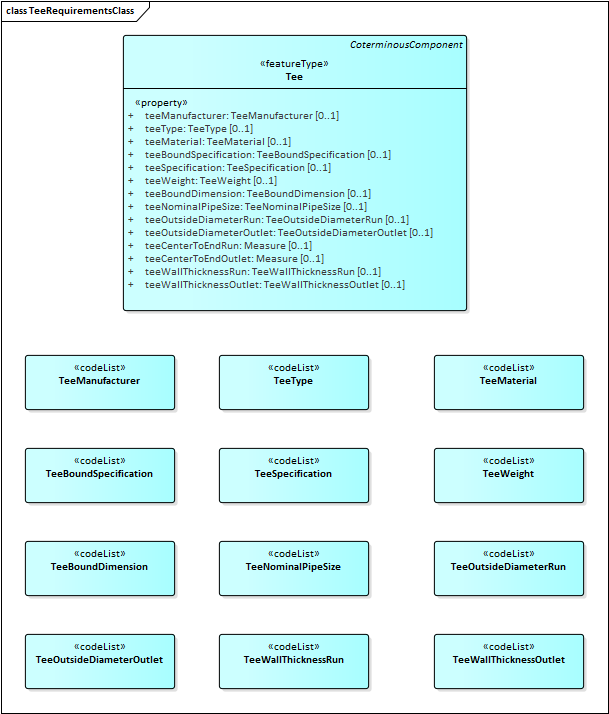 class TeeRequirementsClass
CoterminousComponent
«featureType»
Tee
«property»
+ teeManufacturer: TeeManufacturer [0..1]
+ teeType: TeeType [0..1]
+ teeMaterial: TeeMaterial [0..1]
+ teeBoundSpecification: TeeBoundSpecification [0..1]
+ teeSpecification: TeeSpecification [0..1]
+ teeWeight: TeeWeight [0..1]
+ teeBoundDimension: TeeBoundDimension [0..1]
+ teeNominalPipeSize: TeeNominalPipeSize [0..1]
+ teeOutsideDiameterRun: TeeOutsideDiameterRun [0..1]
+ teeOutsideDiameterOutlet: TeeOutsideDiameterOutlet [0..1]
+ teeCenterToEndRun: Measure [0..1]
+ teeCenterToEndOutlet: Measure [0..1]
+ teeWallThicknessRun: TeeWallThicknessRun [0..1]
+ teeWallThicknessOutlet: TeeWallThicknessOutlet [0..1]
«codeList»
TeeManufacturer
«codeList»
TeeType
«codeList»
TeeMaterial
«codeList»
TeeBoundSpecification
«codeList»
TeeSpecification
«codeList»
TeeWeight
«codeList»
TeeBoundDimension
«codeList»
TeeNominalPipeSize
«codeList»
TeeOutsideDiameterRun
«codeList»
TeeOutsideDiameterOutlet
«codeList»
TeeWallThicknessRun
«codeList»
TeeWallThicknessOutlet